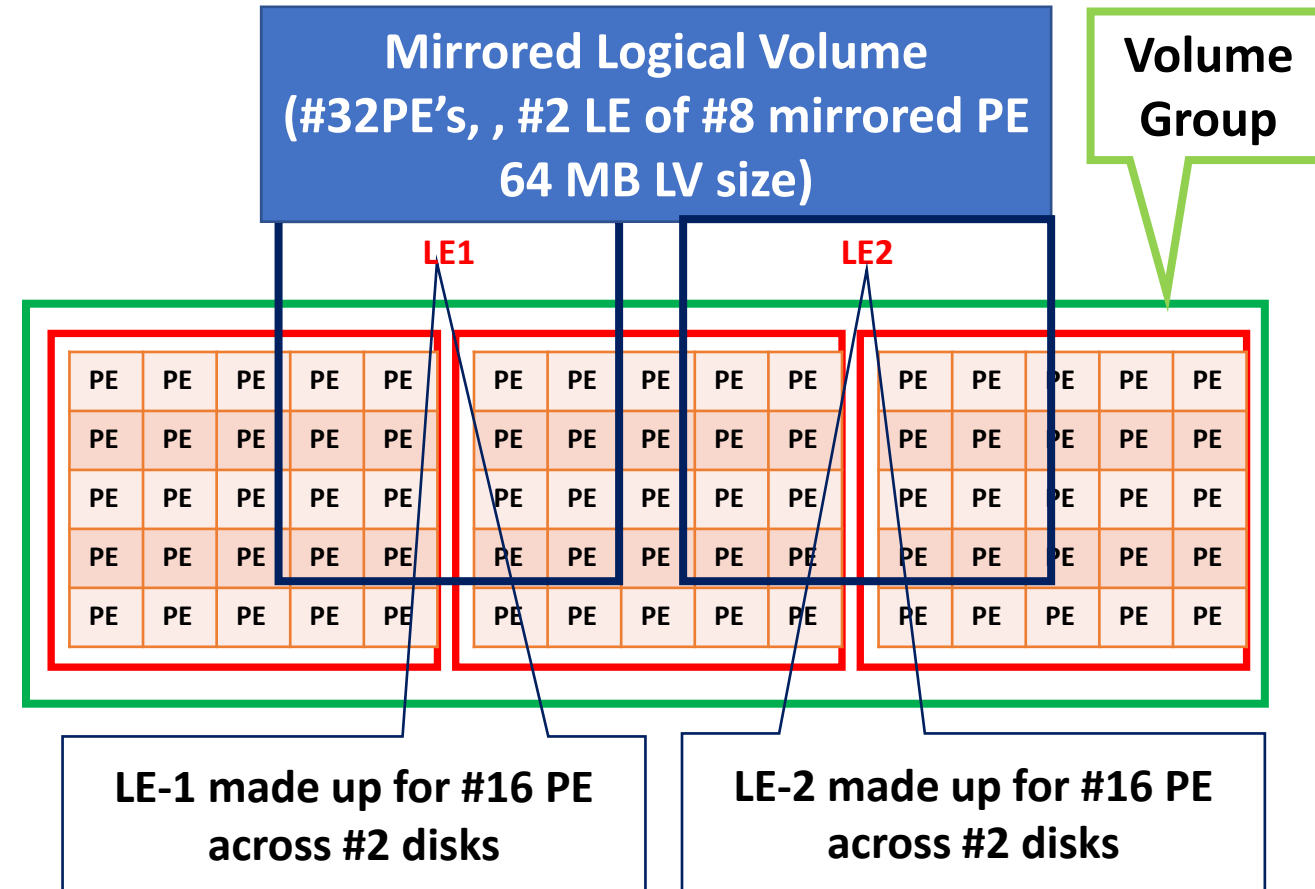 Mirrored Logical Volume
(#32PE's, , #2 LE of #8 mirrored PE
64 MB LV size)
Volume
Group
LE1
LE2
PE PE PE PE PE PE PE PE PE PE PE PE PE PE PE
PE PE PE PE PE PE PE PE PE PE PE PE PE PE PE
PE PE PE PE PE PE PE PE PE PE PE PE PE PE PE
PE PE PE PE PE PE PE PE PE PE PE PE PE PE PE
PE PE PE PE PE PE PE PE PE PE PE PE PE PE PE
LE-1 made up for #16 PE
across #2 disks
LE-2 made up for #16 PE
across #2 disks